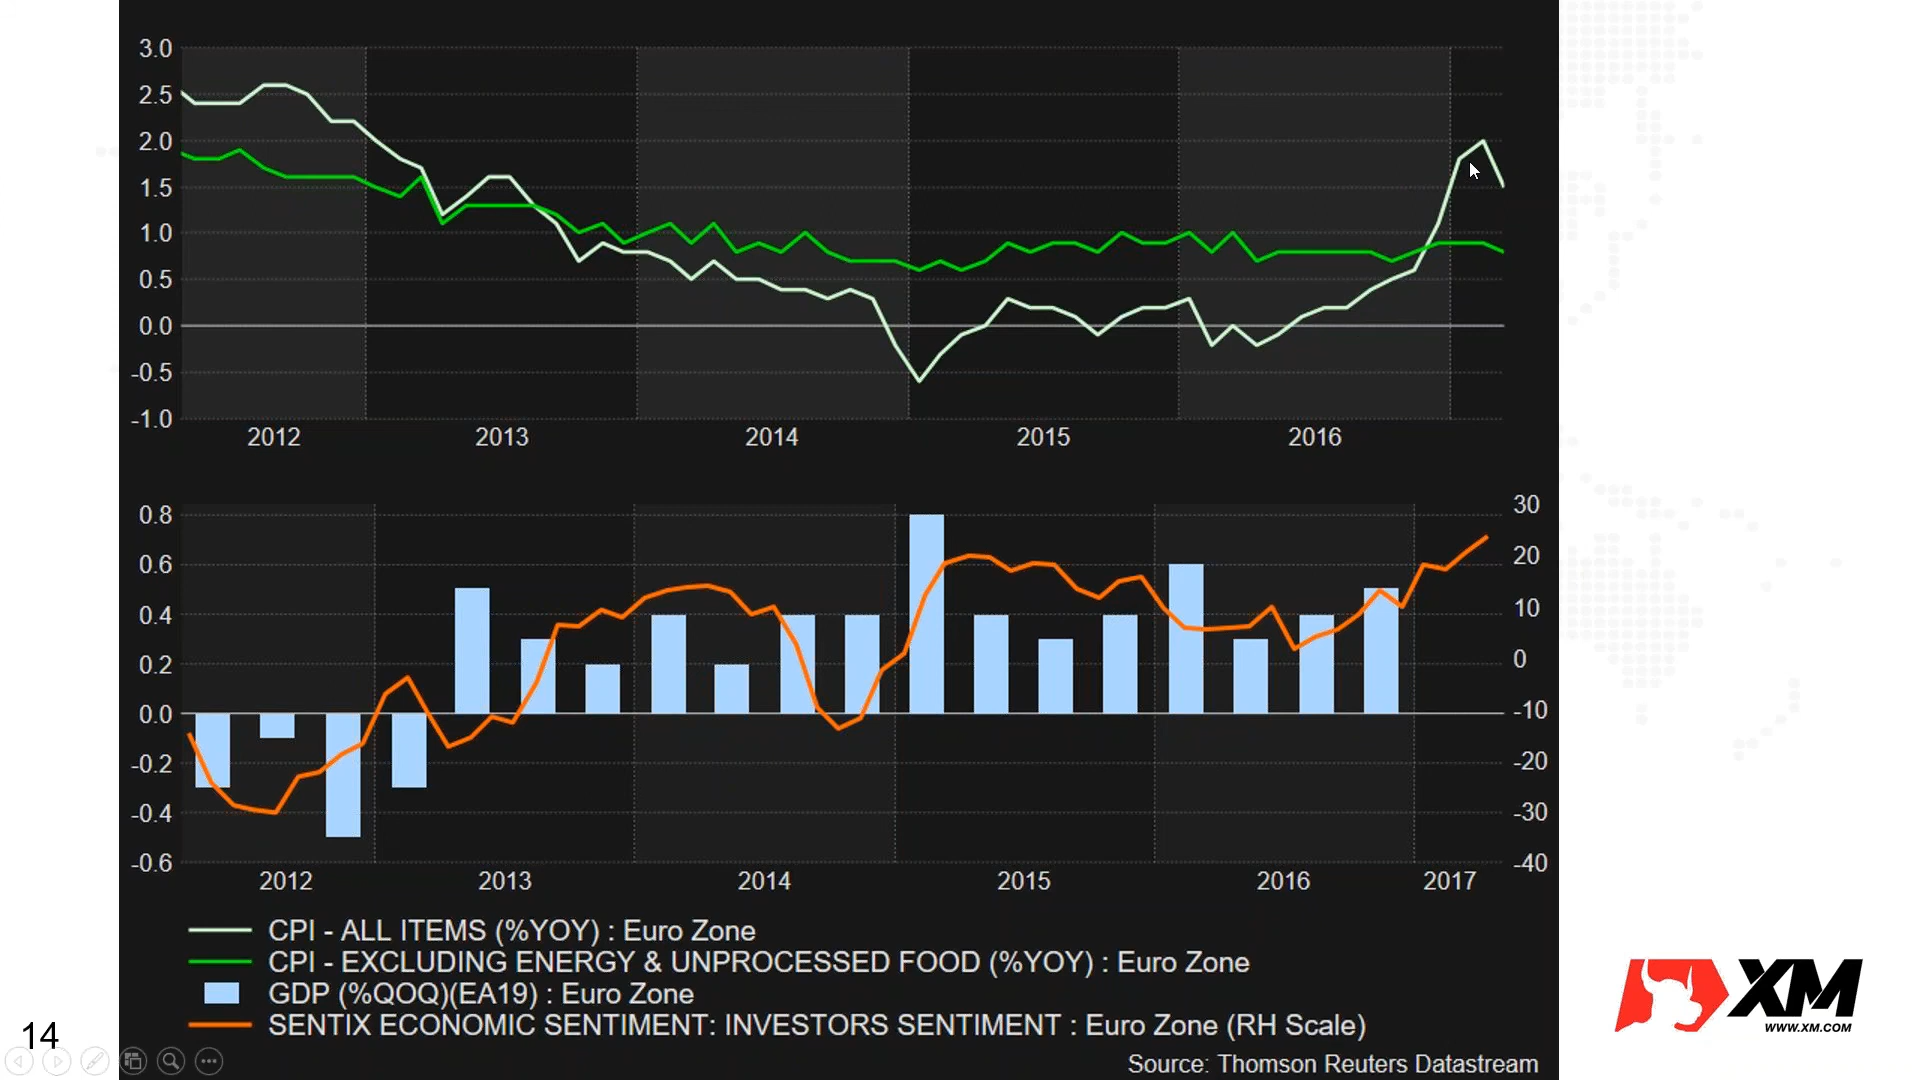 3.0
2.5
2.0
1.5
1.0
0.5
0.0
-0.5
-1.0
2012 2013 2014 2015 2016
0.8
0.6
0.4
0.2
0.0
-0.2
-0.4
-0.6
30
20
10
0
-10
-20
-30
-40
2012 2013 2014 2015 2016 2017
CPI - ALL ITEMS (%YOY) : Euro Zone
CPI - EXCLUDING ENERGY & UNPROCESSED FOOD (%YOY) : Euro Zone
GDP (%QOQ)(EA19) : Euro Zone
SENTIX ECONOMIC SENTIMENT: INVESTORS SENTIMENT : Euro Zone (RH Scale)
Source: Thomson Reuters Datastream
14
XM
WWW.XM.COM